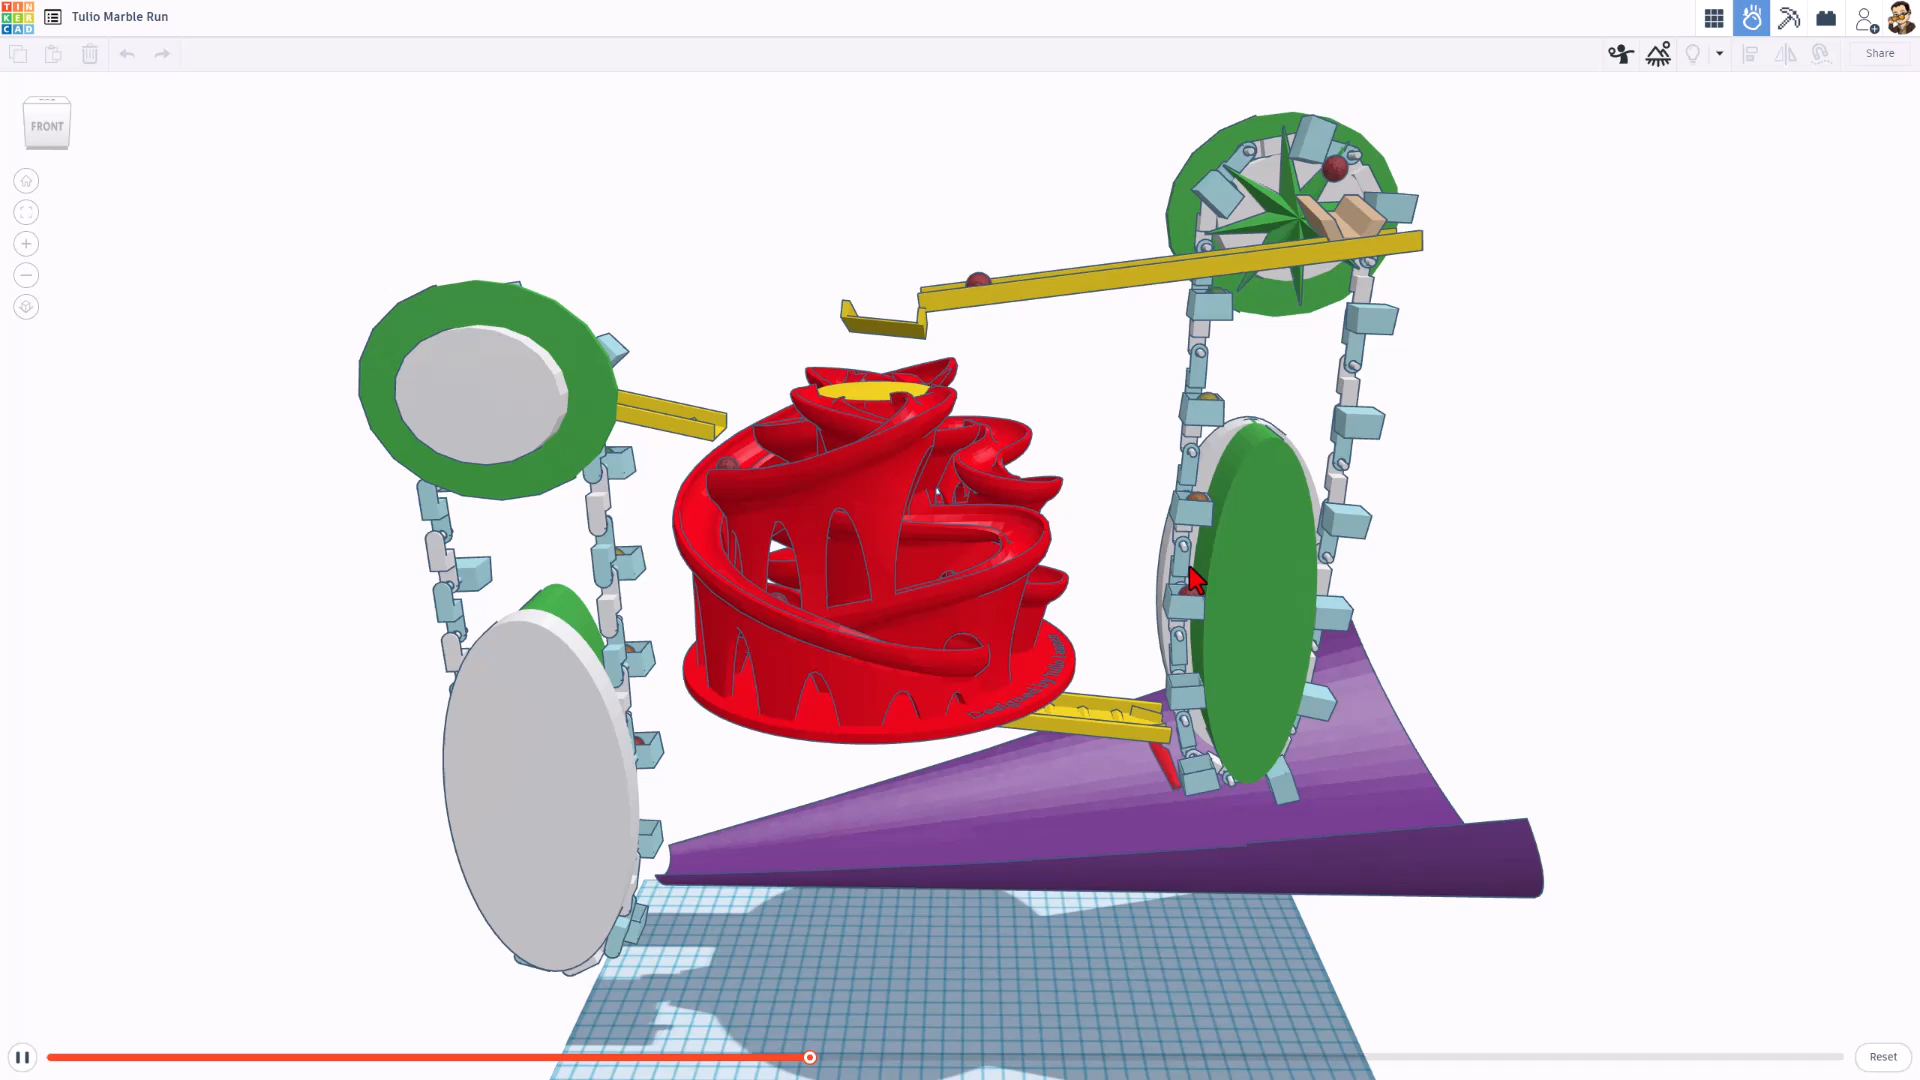 TIN
KER
CAD
Tulio Marble Run
Share
FRONT
Reset